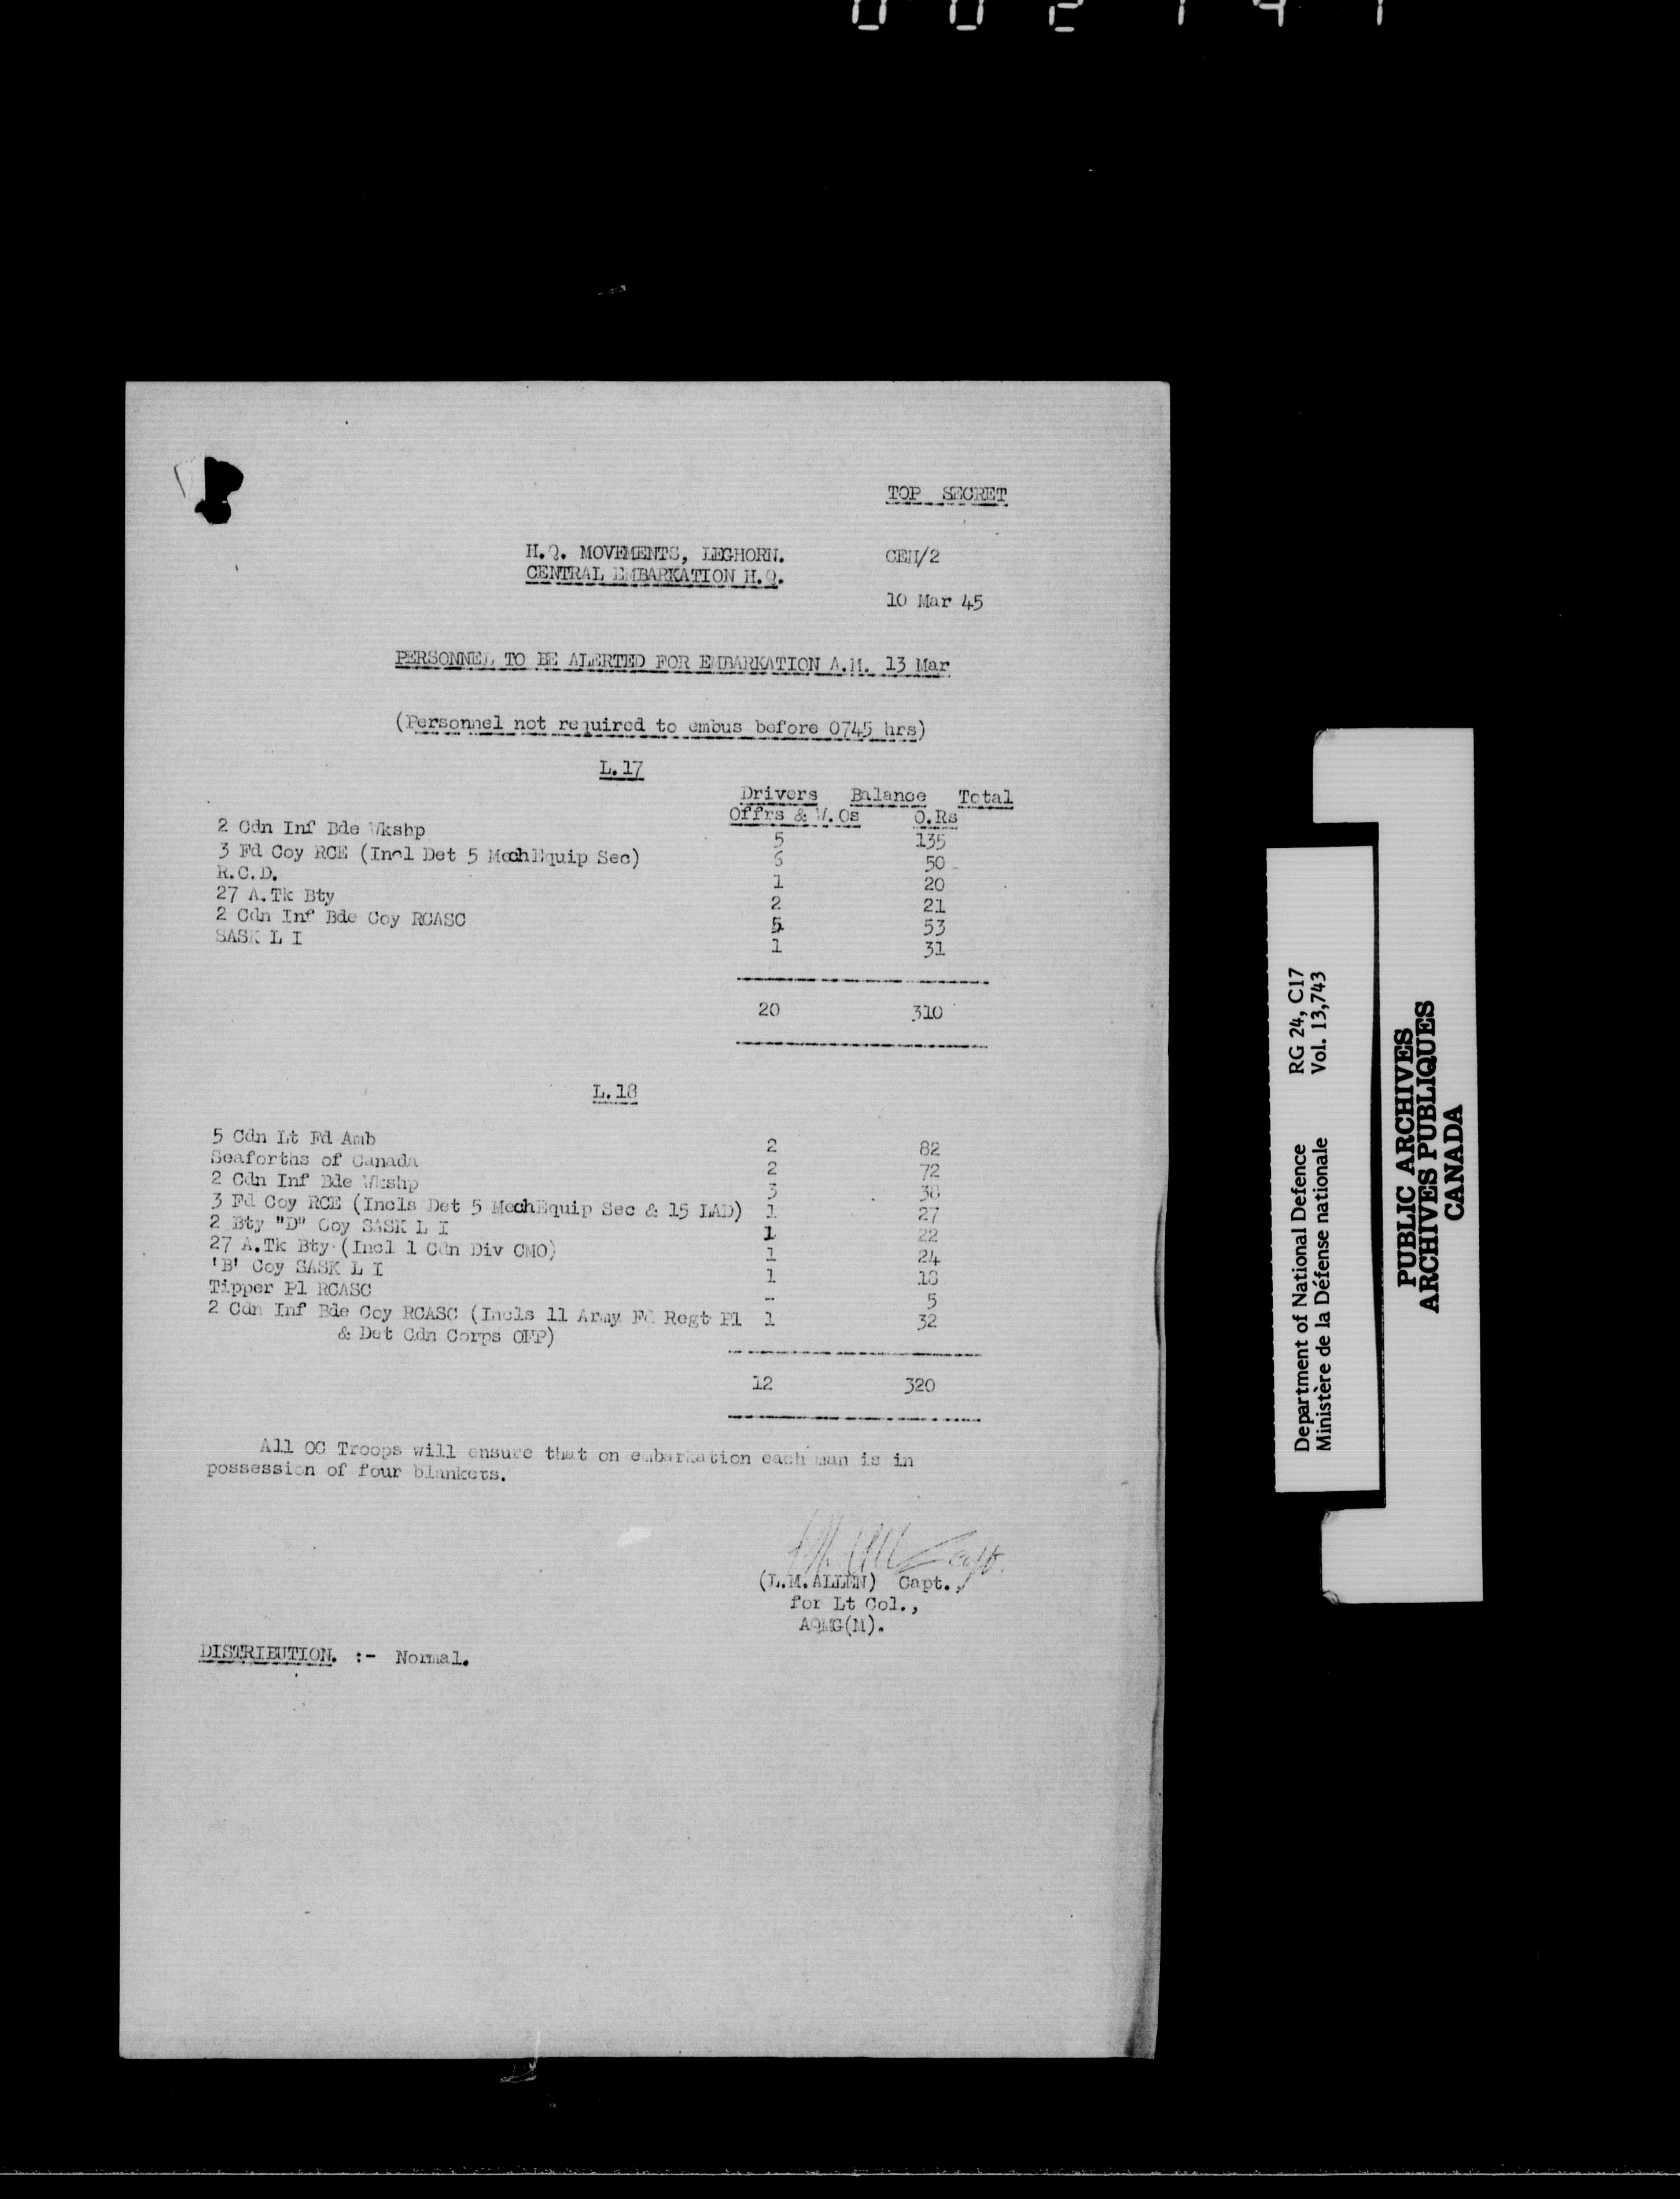 0 0 2 1 4 1
TOP SECRET
H.Q. MOVEMENTS, LEGHORN. CEH/2
CENTRAL EMBARKATION H.Q.
10 Mar 45
PERSONNEL TO BE ALERTED FOR EMBARKATION A.M. 13 Mar
(Personnel not required to embus before 0745 hrs)
L.17
Drivers Balance Total
Offrs & W.Os O.Rs
2 Cdn Inf Bde Wkshp 5 135
3 Fd Coy RCE (Incl Det 5 MechEquip Sec) 6 50
R.C.D. 1 20
27 A.Tk Bty 2 21
2 Cdn Inf Bde Coy RCASC 5 53
SASK L I 1 31
20 310
L.18
5 Cdn Lt Fd Amb 2 82
Seaforths of Canada 2 72
2 Cdn Inf Bde Wkshp 3 38
3 Fd Coy RCE (Incls Det 5 MechEquip Sec & 15 LAD) 1 27
2 Bty "D" Coy SASK L I 1 22
27 A.Tk Bty (Incl 1 Cdn Div CMO) 1 24
'B' Coy SASK L I 1 18
Tipper Pl RCASC - 5
2 Cdn Inf Bde Coy RCASC (Incls 11 Army Fd Regt Pl 1 32
& Det Cdn Corps OFP)
12 320
All OC Troops will ensure that on embarkation each man is in
possession of four blankets.
(L.M.ALLEN) Capt.,
for Lt Col.,
AQMG(M).
DISTRIBUTION. :- Normal.
Department of National Defence RG 24, C17
Ministère de la Défense nationale Vol. 13,743
PUBLIC ARCHIVES
ARCHIVES PUBLIQUES
CANADA